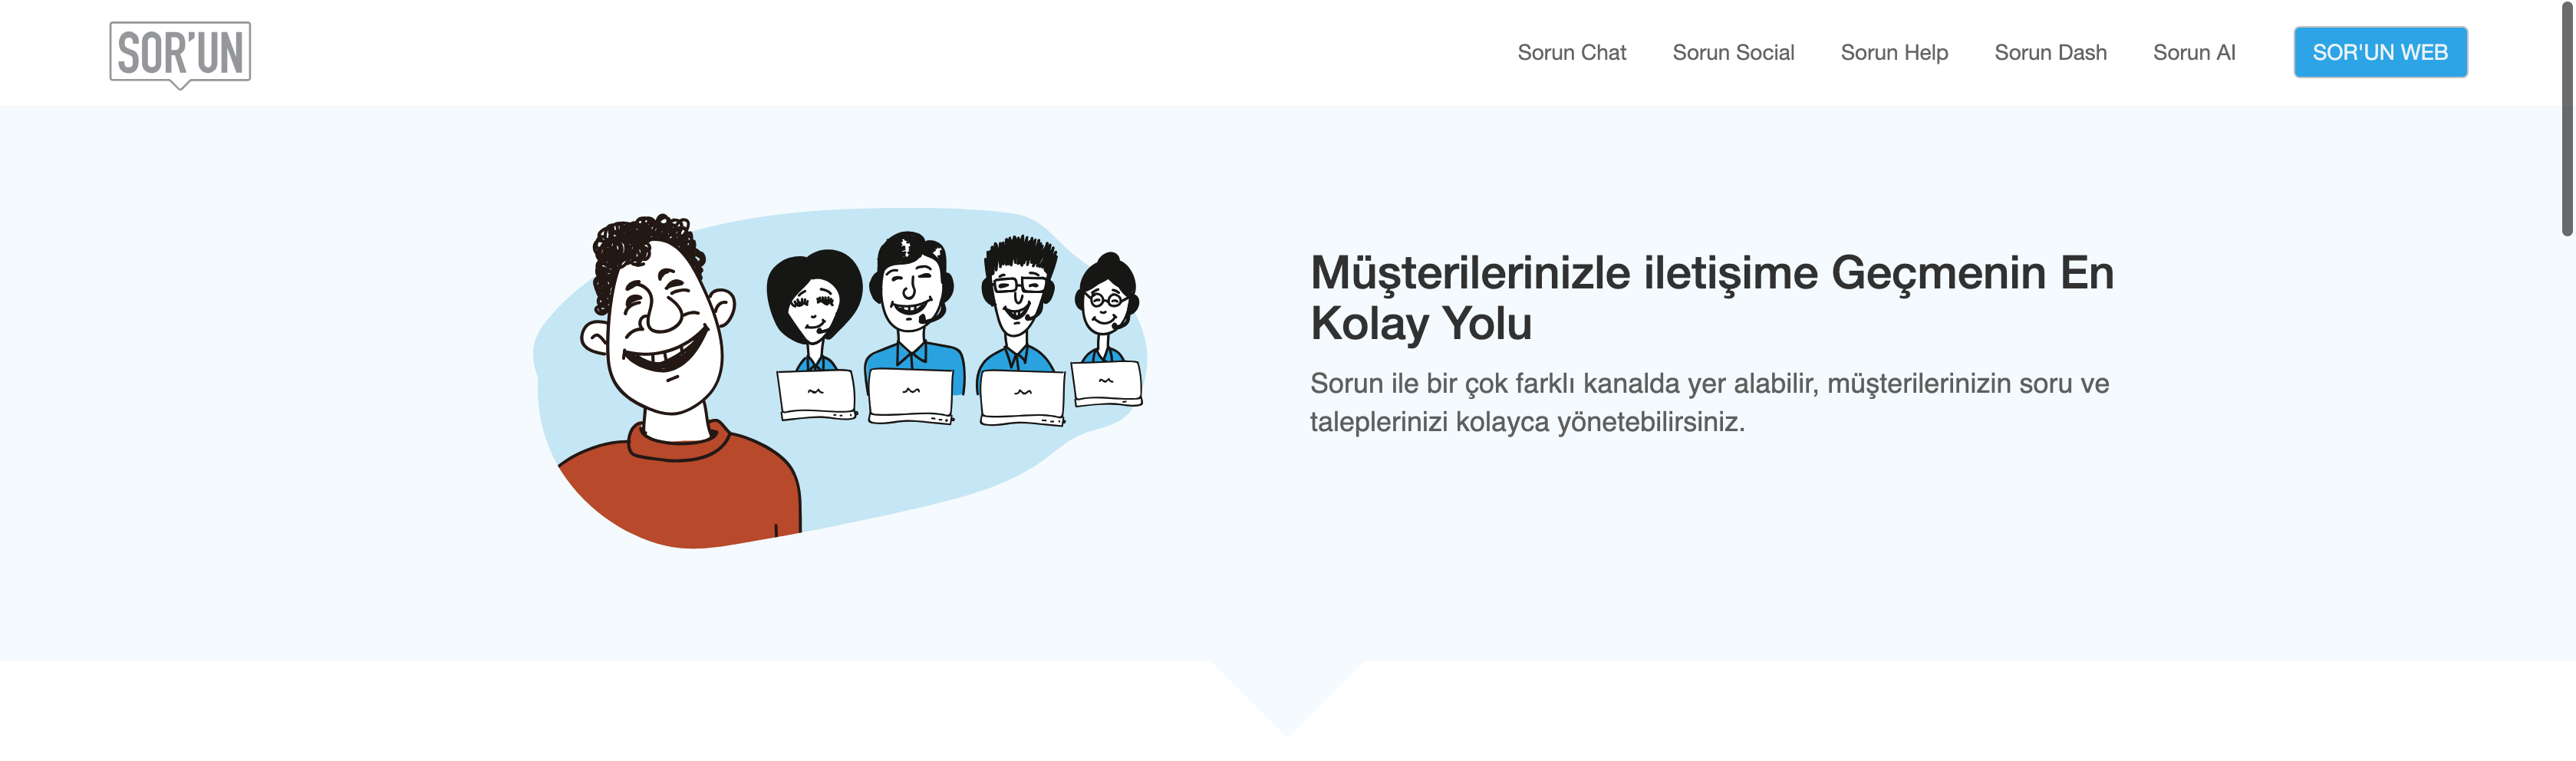 SOR'UN
Sorun Chat
Sorun Social
Sorun Help
Sorun Dash
Sorun AI
SOR'UN WEB
Müşterilerinizle iletişime Geçmenin En
Kolay Yolu
Sorun ile bir çok farklı kanalda yer alabilir, müşterilerinizin soru ve
taleplerinizi kolayca yönetebilirsiniz.